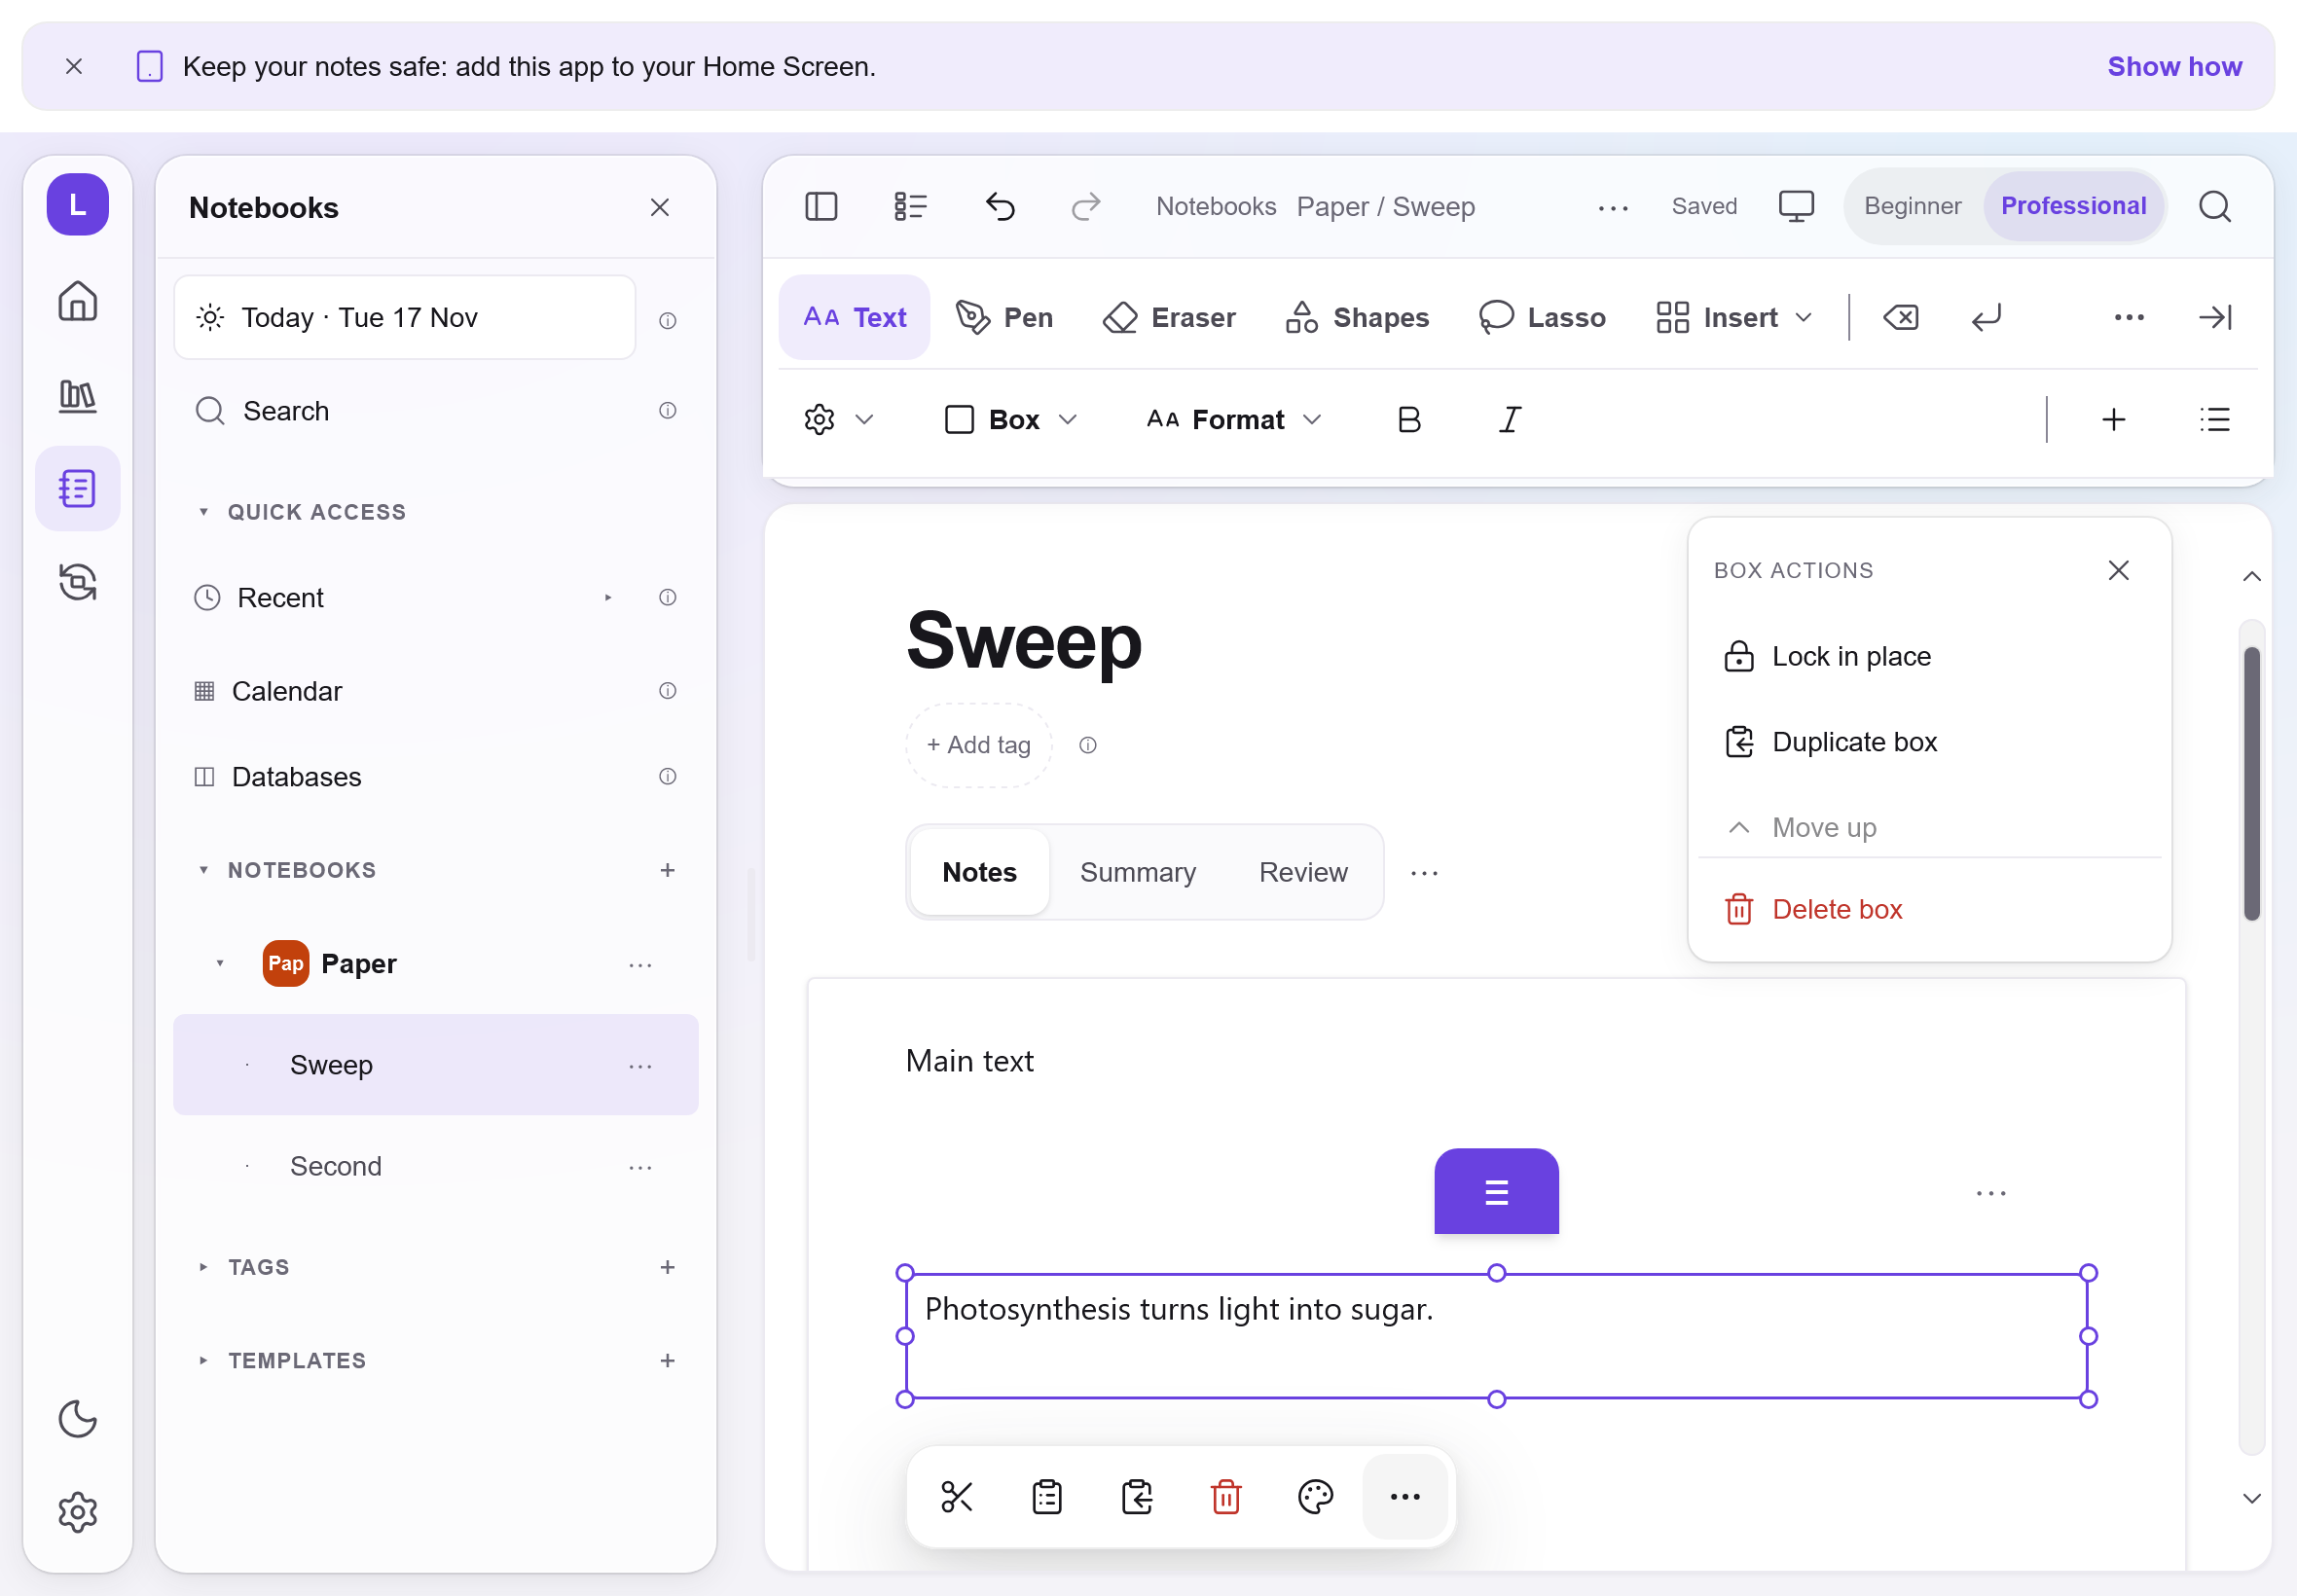 Keep your notes safe: add this app to your Home Screen.
Show how
L
Notebooks
Today · Tue 17 Nov
Search
QUICK ACCESS
Recent
Calendar
Databases
NOTEBOOKS
Pap Paper
Sweep
Second
TAGS
TEMPLATES
Notebooks Paper / Sweep
Saved
Beginner Professional
Text Pen Eraser Shapes Lasso Insert
Box Format B I
Sweep
+ Add tag
Notes Summary Review
BOX ACTIONS
Lock in place
Duplicate box
Move up
Delete box
Main text
Photosynthesis turns light into sugar.